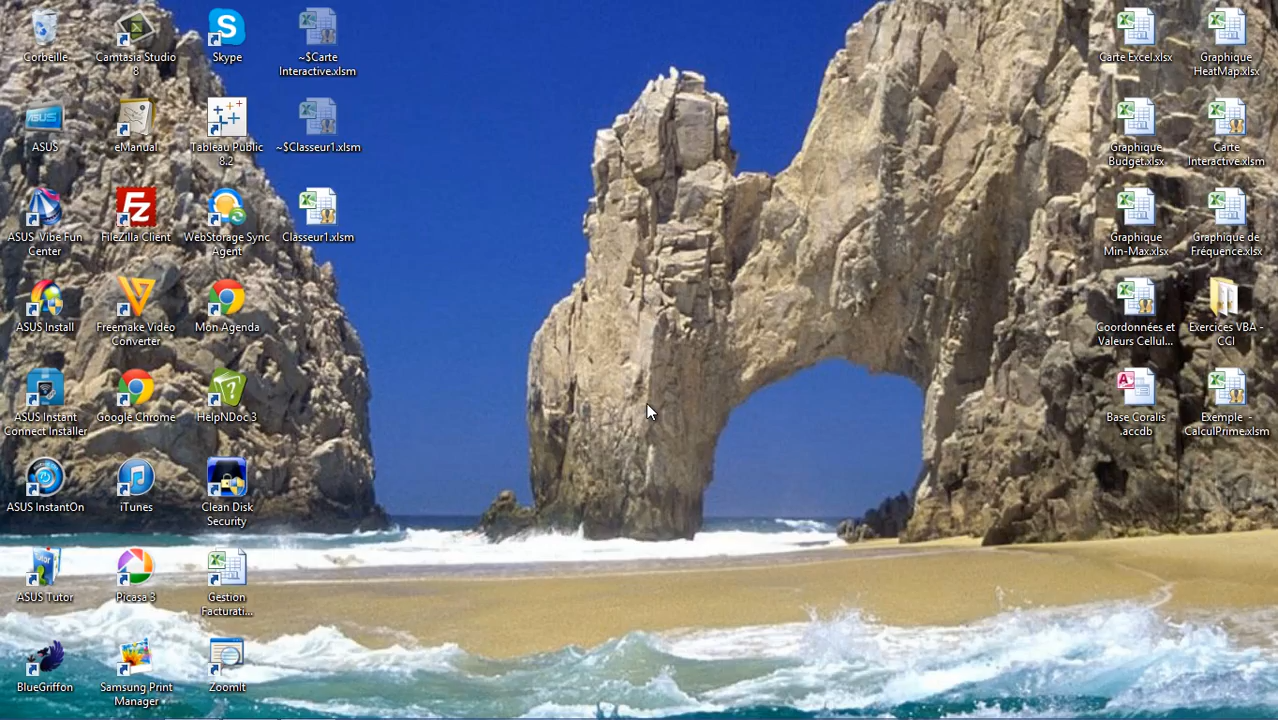 Corbeille
Camtasia Studio
8
Skype
~$Carte
Interactive.xlsm
Carte Excel.xlsx
Graphique
HeatMap.xlsx
ASUS
ASUS
eManual
Tableau Public
8.2
~$Classeur1.xlsm
Graphique
Budget.xlsx
Carte
Interactive.xlsm
ASUS Vibe Fun
Center
Fz
FileZilla Client
WebStorage Sync
Agent
Classeur1.xlsm
Graphique
Min-Max.xlsx
Graphique de
Fréquence.xlsx
ASUS Install
Freemake Video
Converter
Mon Agenda
Coordonnées et
Valeurs Cellul...
Exercices VBA -
CCI
ASUS Instant
Connect Installer
Google Chrome
HelpNDoc 3
Base Coralis
.accdb
Exemple -
CalculPrime.xlsm
ASUS InstantOn
iTunes
Clean Disk
Security
ASUS Tutor
Picasa 3
Gestion
Facturati...
BlueGriffon
Samsung Print
Manager
ZoomIt